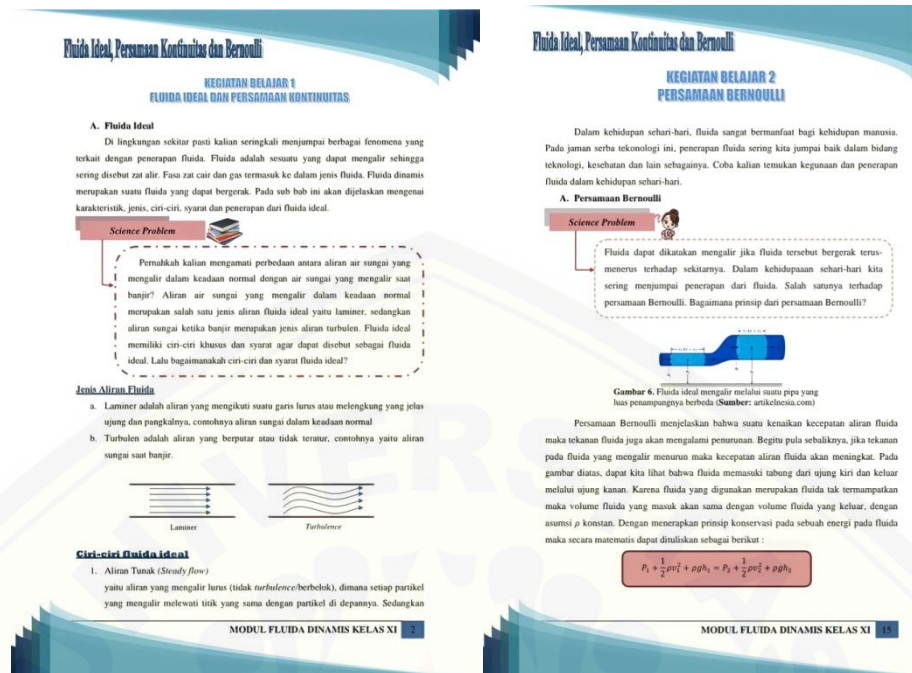 Fluida Ideal, Persamaan Kontinuitas dan Bernoulli
KEGIATAN BELAJAR 1
FLUIDA IDEAL DAN PERSAMAAN KONTINUITAS
A. Fluida Ideal
Di lingkungan sekitar pasti kalian seringkali menjumpai berbagai fenomena yang
terkait dengan penerapan fluida. Fluida adalah sesuatu yang dapat mengalir sehingga
sering disebut zat alir. Fasa zat cair dan gas termasuk ke dalam jenis fluida. Fluida dinamis
merupakan suatu fluida yang dapat bergerak. Pada sub bab ini akan dijelaskan mengenai
karakteristik, jenis, ciri-ciri, syarat dan penerapan dari fluida ideal.
Science Problem
Pernahkah kalian mengamati perbedaan antara aliran air sungai yang
mengalir dalam keadaan normal dengan air sungai yang mengalir saat
banjir? Aliran air sungai yang mengalir dalam keadaan normal
merupakan salah satu jenis aliran fluida ideal yaitu laminer, sedangkan
aliran sungai ketika banjir merupakan jenis aliran turbulen. Fluida ideal
memiliki ciri-ciri khusus dan syarat agar dapat disebut sebagai fluida
ideal. Lalu bagaimanakah ciri-ciri dan syarat fluida ideal?
Jenis Aliran Fluida
a. Laminer adalah aliran yang mengikuti suatu garis lurus atau melengkung yang jelas
ujung dan pangkalnya, contohnya aliran sungai dalam keadaan normal
b. Turbulen adalah aliran yang berputar atau tidak teratur, contohnya yaitu aliran
sungai saat banjir.
Laminer Turbulence
Ciri-ciri fluida ideal
1. Aliran Tunak (Steady flow)
yaitu aliran yang mengalir lurus (tidak turbulence/berbelok), dimana setiap partikel
yang mengalir melewati titik yang sama dengan partikel di depannya. Sedangkan
MODUL FLUIDA DINAMIS KELAS XI 2
Fluida Ideal, Persamaan Kontinuitas dan Bernoulli
KEGIATAN BELAJAR 2
PERSAMAAN BERNOULLI
Dalam kehidupan sehari-hari, fluida sangat bermanfaat bagi kehidupan manusia.
Pada jaman serba tekonologi ini, penerapan fluida sering kita jumpai baik dalam bidang
teknologi, kesehatan dan lain sebagainya. Coba kalian temukan kegunaan dan penerapan
fluida dalam kehidupan sehari-hari.
A. Persamaan Bernoulli
Science Problem
Fluida dapat dikatakan mengalir jika fluida tersebut bergerak terus-
menerus terhadap sekitarnya. Dalam kehidupaaan sehari-hari kita
sering menjumpai penerapan dari fluida. Salah satunya terhadap
persamaan Bernoulli. Bagaimana prinsip dari persamaan Bernoulli?
Gambar 6. Fluida ideal mengalir melalui suatu pipa yang
luas penampangnya berbeda (Sumber: artikelnesia.com)
Persamaan Bernoulli menjelaskan bahwa suatu kenaikan kecepatan aliran fluida
maka tekanan fluida juga akan mengalami penurunan. Begitu pula sebaliknya, jika tekanan
pada fluida yang mengalir menurun maka kecepatan aliran fluida akan meningkat. Pada
gambar diatas, dapat kita lihat bahwa fluida memasuki tabung dari ujung kiri dan keluar
melalui ujung kanan. Karena fluida yang digunakan merupakan fluida tak termampatkan
maka volume fluida yang masuk akan sama dengan volume fluida yang keluar, dengan
asumsi ρ konstan. Dengan menerapkan prinsip konservasi pada sebuah energi pada fluida
maka secara matematis dapat dituliskan sebagai berikut :
P₁ + 1/2 ρv₁² + ρgh₁ = P₂ + 1/2 ρv₂² + ρgh₂
MODUL FLUIDA DINAMIS KELAS XI 15